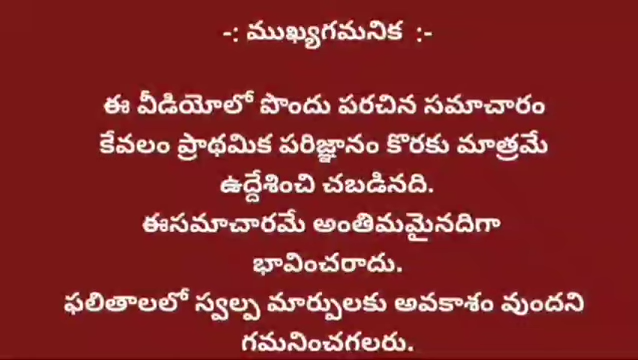 -: ముఖ్యగమనిక :-
ఈ వీడియోలో పొందు పరచిన సమాచారం
కేవలం ప్రాథమిక పరిజ్ఞానం కొరకు మాత్రమే
ఉద్దేశించి చబడినది.
ఈసమాచారమే అంతిమమైనదిగా
భావించరాదు.
ఫలితాలలో స్వల్ప మార్పులకు అవకాశం వుందని
గమనించగలరు.